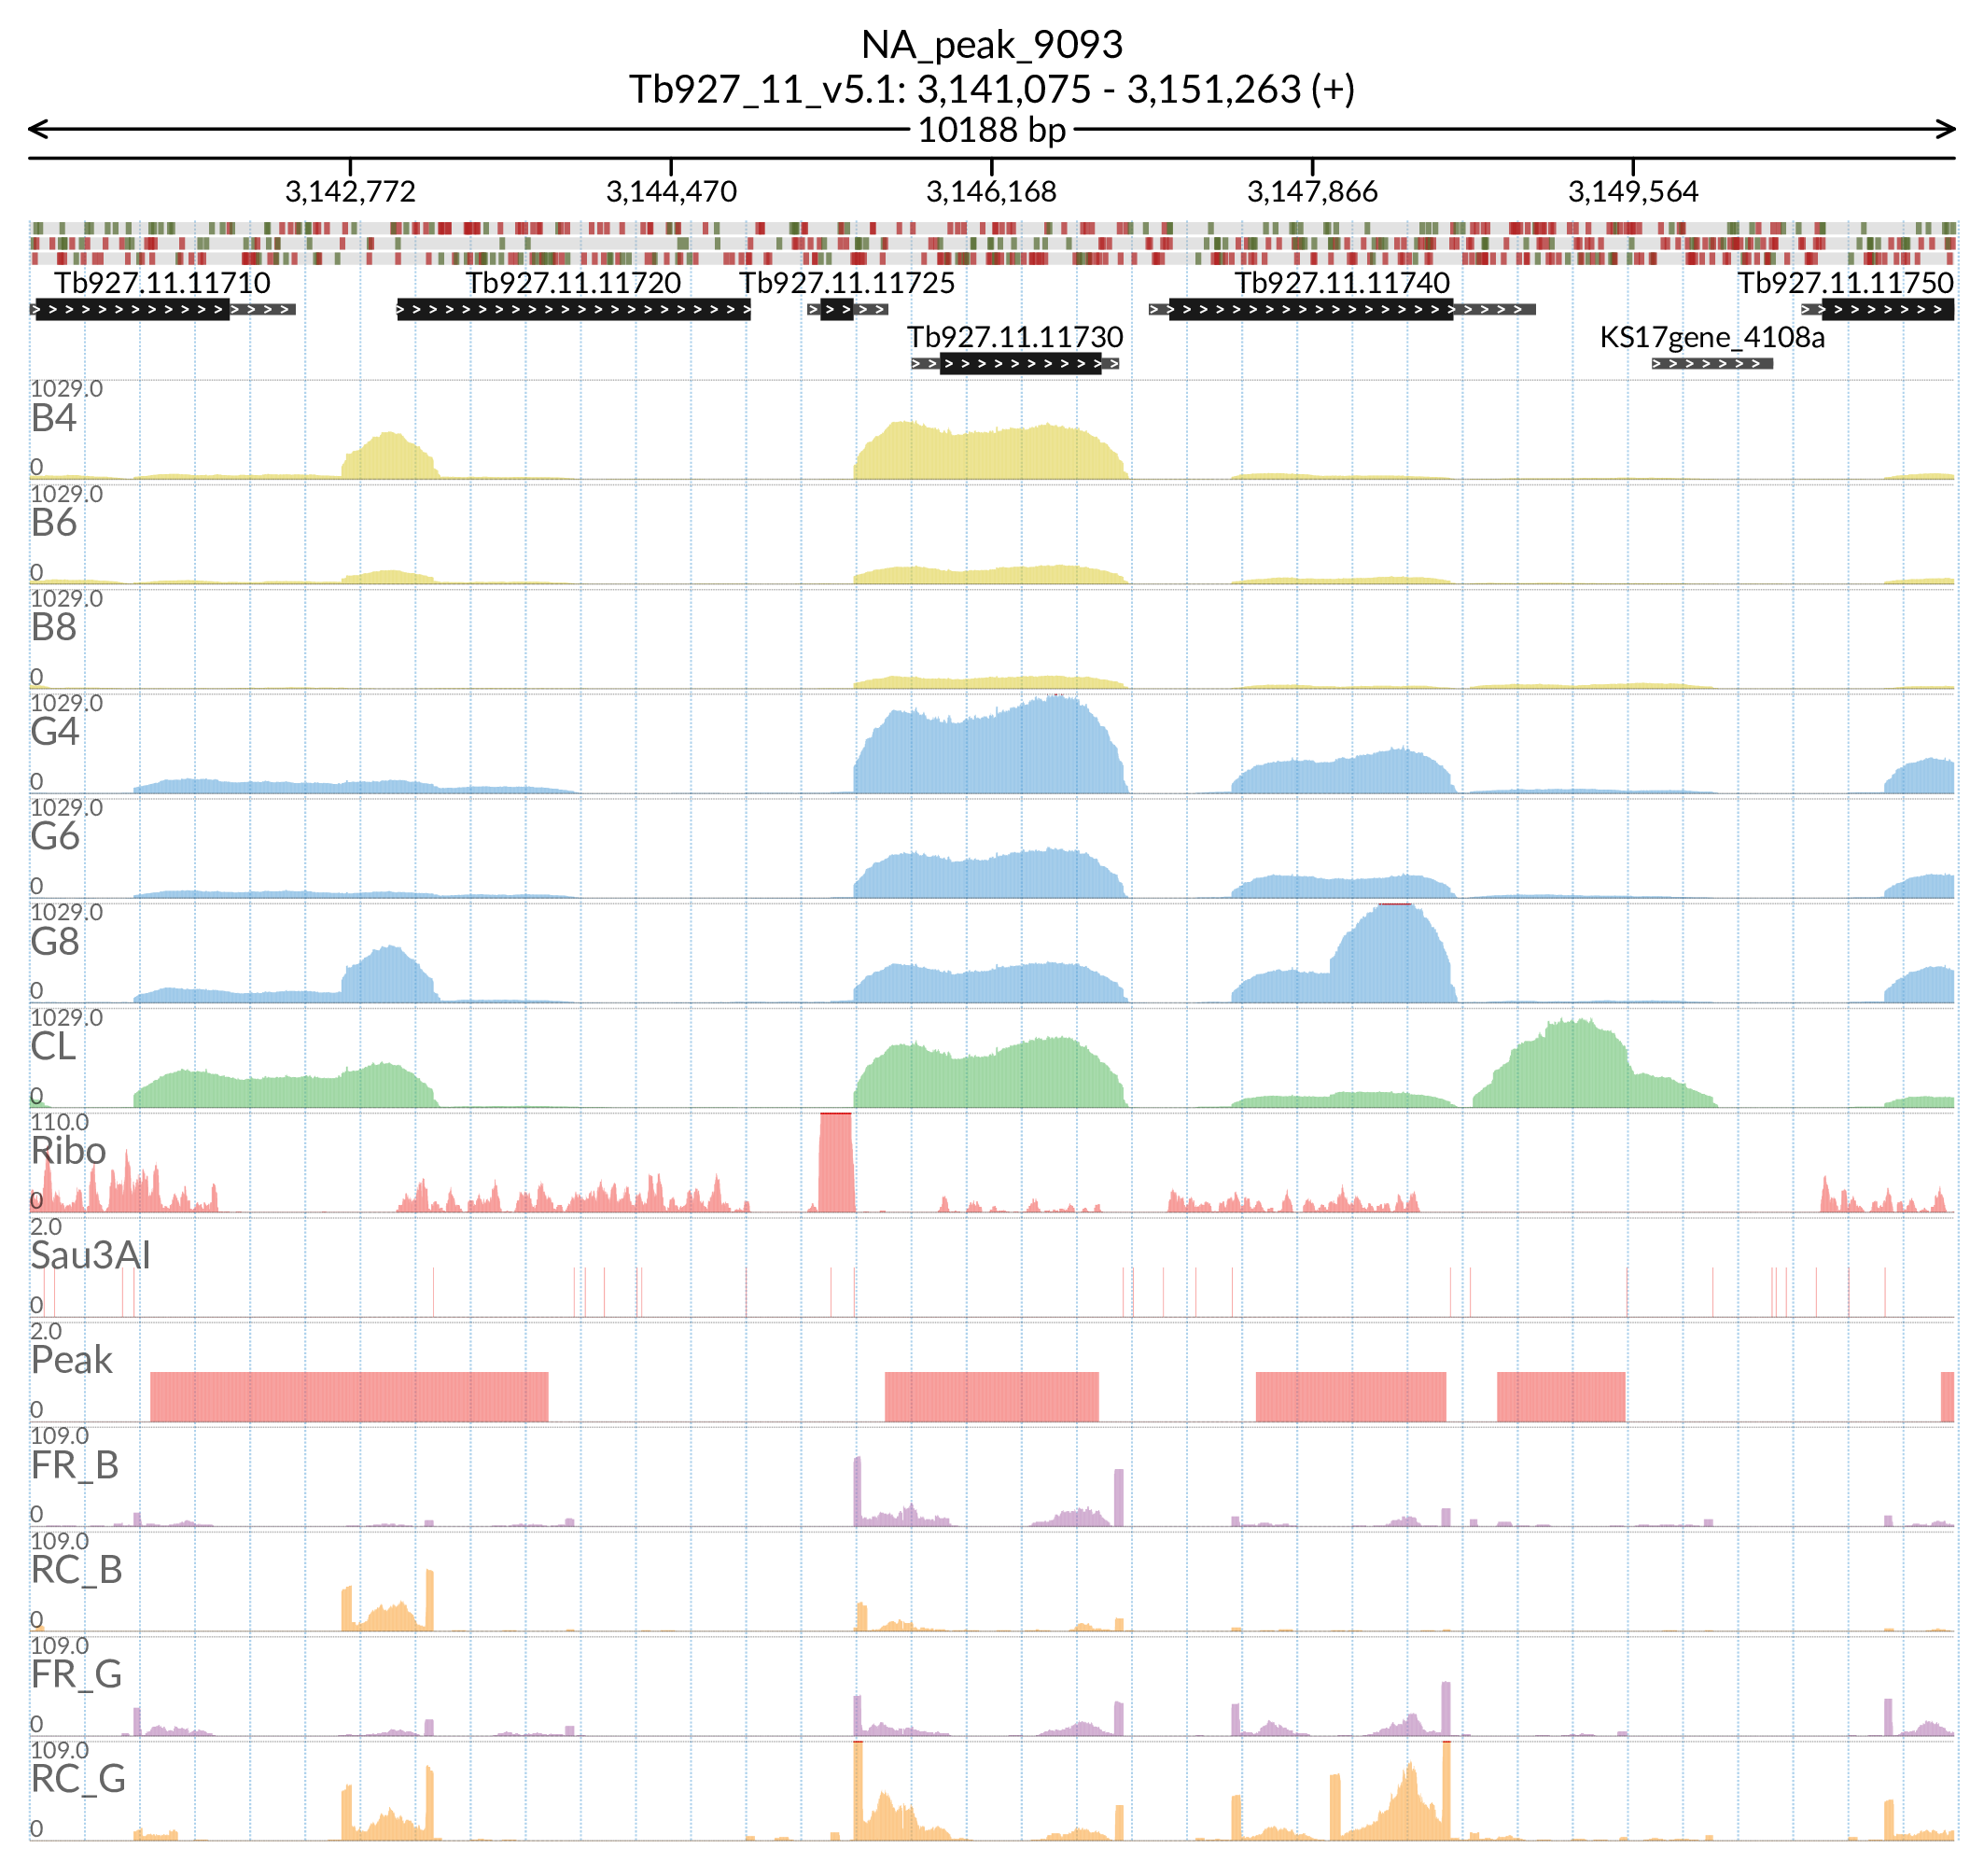 NA_peak_9093
Tb927_11_v5.1: 3,141,075 - 3,151,263 (+)
10188 bp
3,142,772 3,144,470 3,146,168 3,147,866 3,149,564
Tb927.11.11710 Tb927.11.11720 Tb927.11.11725 Tb927.11.11740 Tb927.11.11750
Tb927.11.11730 KS17gene_4108a
1029.0
B4
0
1029.0
B6
0
1029.0
B8
0
1029.0
G4
0
1029.0
G6
0
1029.0
G8
0
1029.0
CL
0
110.0
Ribo
0
2.0
Sau3AI
0
2.0
Peak
0
109.0
FR_B
0
109.0
RC_B
0
109.0
FR_G
0
109.0
RC_G
0